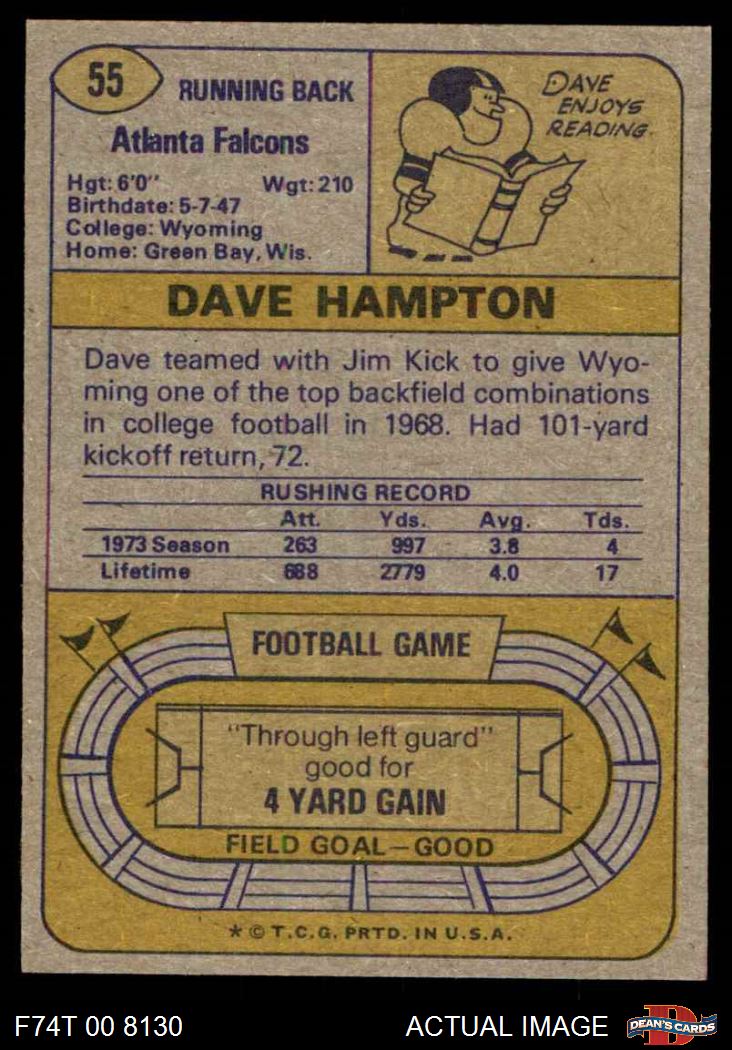 55
RUNNING BACK
Atlanta Falcons
Hgt: 6'0" Wgt: 210
Birthdate: 5-7-47
College: Wyoming
Home: Green Bay, Wis.
DAVE
ENJOYS
READING.
DAVE HAMPTON
Dave teamed with Jim Kick to give Wyo-
ming one of the top backfield combinations
in college football in 1968. Had 101-yard
kickoff return, '72.
RUSHING RECORD
Att. Yds. Avg. Tds.
1973 Season 263 997 3.8 4
Lifetime 688 2779 4.0 17
FOOTBALL GAME
"Through left guard"
good for
4 YARD GAIN
FIELD GOAL—GOOD
* © T.C.G. PRTD. IN U.S.A.
F74T 00 8130 ACTUAL IMAGE D DEAN'S CARDS